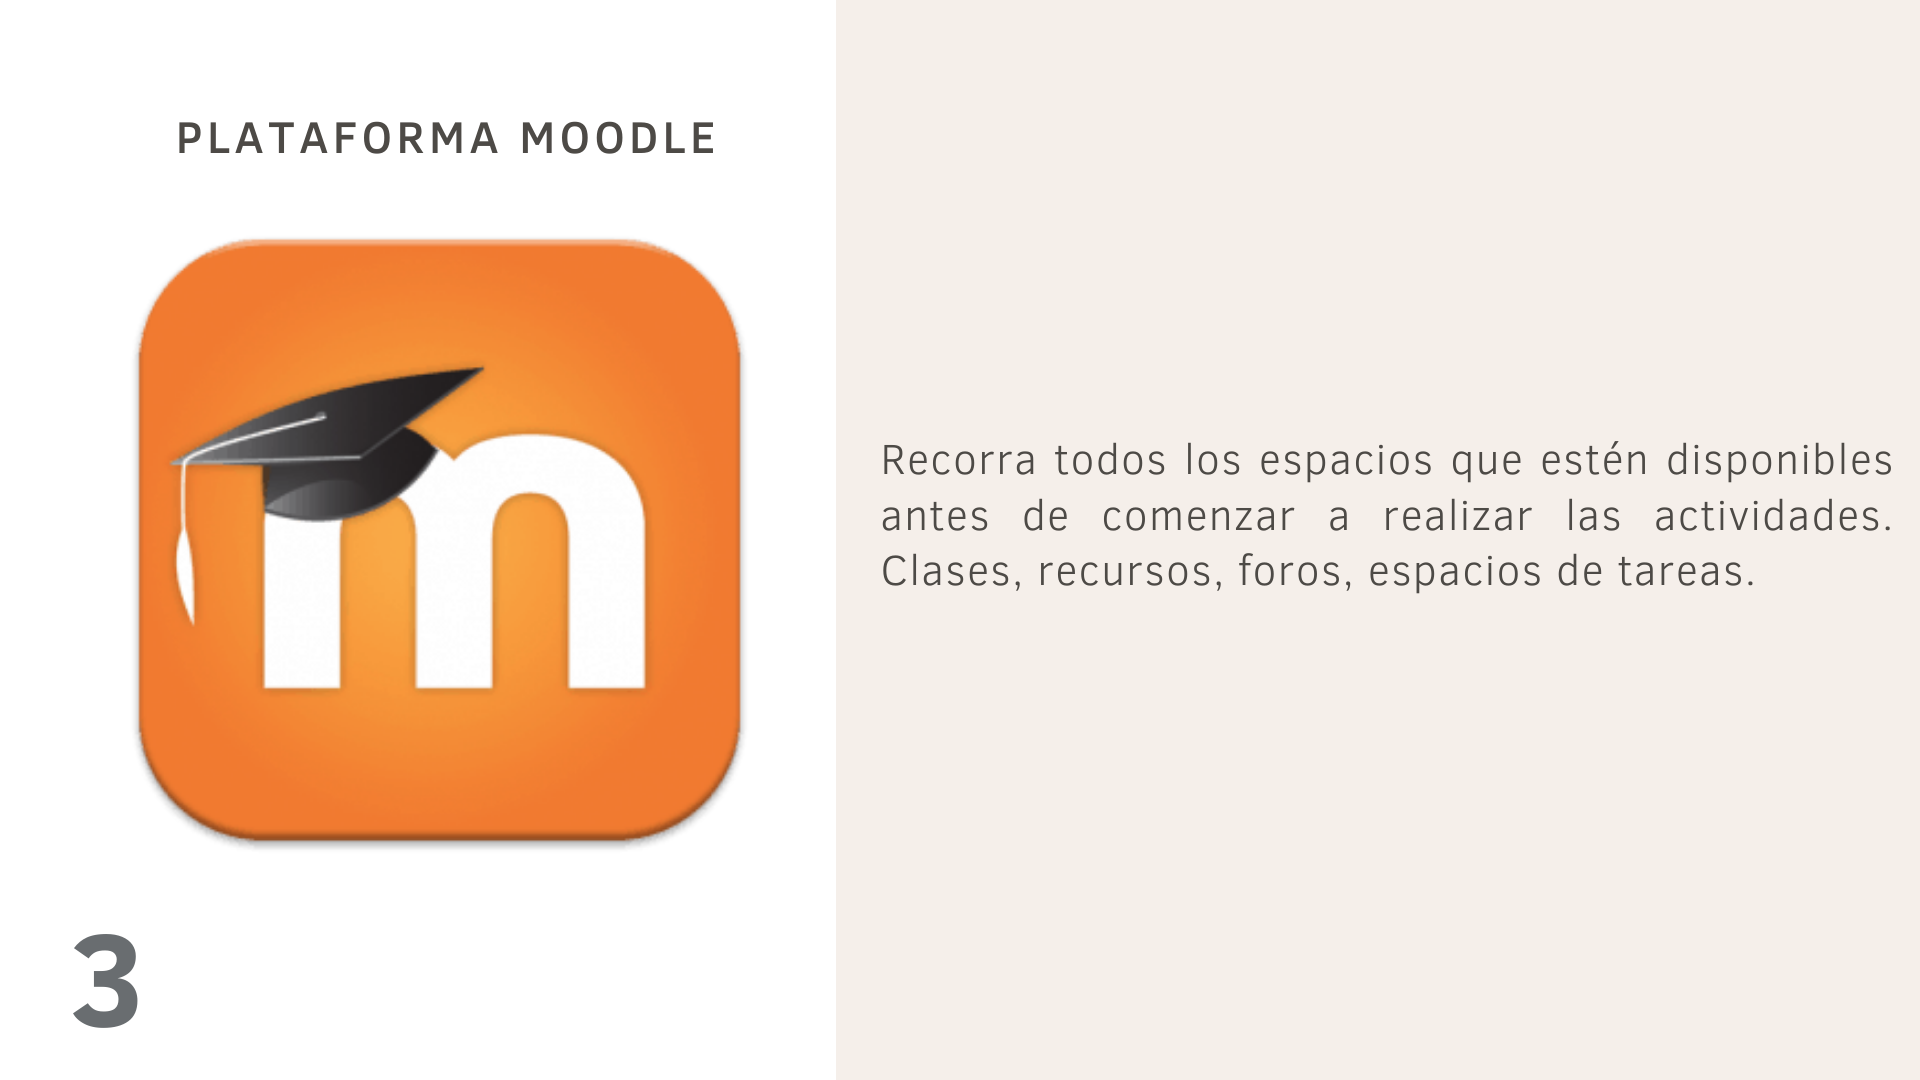 PLATAFORMA MOODLE
m
Recorra todos los espacios que estén disponibles
antes de comenzar a realizar las actividades.
Clases, recursos, foros, espacios de tareas.
3